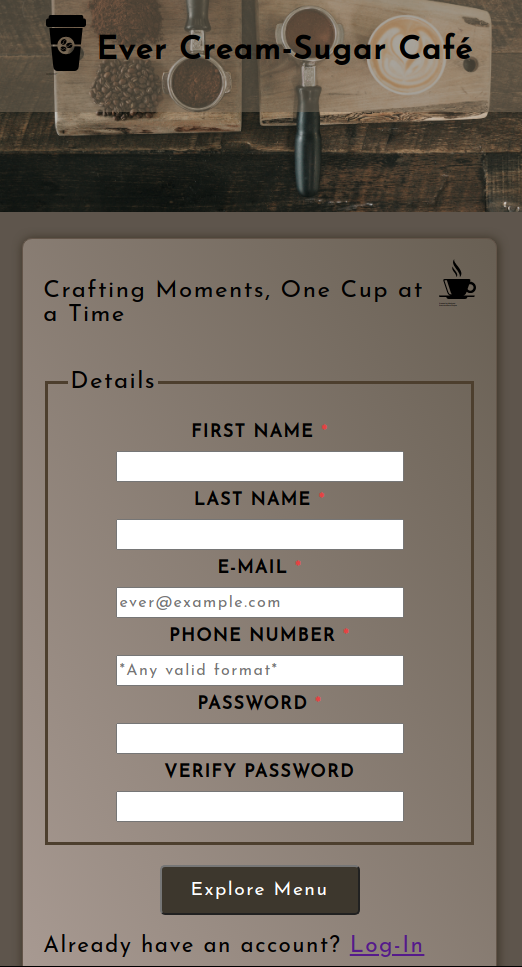 Ever Cream-Sugar Café
Crafting Moments, One Cup at
a Time
Details
FIRST NAME *
LAST NAME *
E-MAIL *
ever@example.com
PHONE NUMBER *
*Any valid format*
PASSWORD *
VERIFY PASSWORD
Explore Menu
Already have an account? Log-In